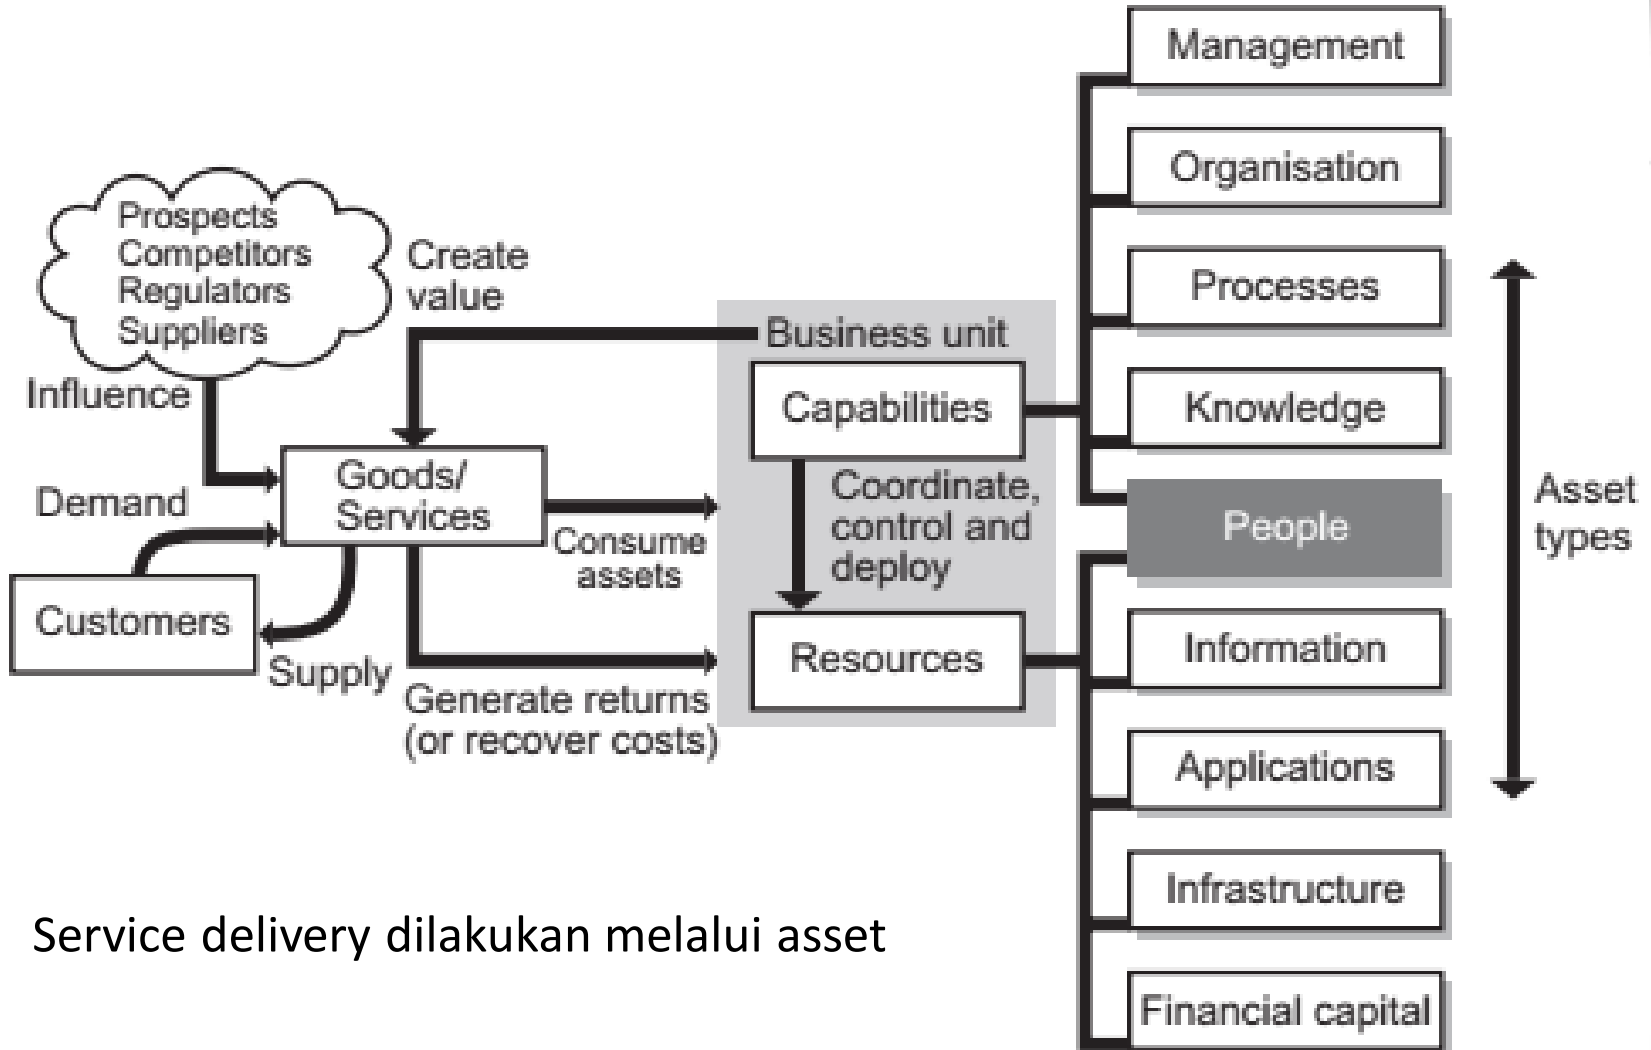 Prospects
Competitors
Regulators
Suppliers
Influence
Create
value
Demand
Goods/
Services
Customers
Supply
Consume
assets
Generate returns
(or recover costs)
Business unit
Capabilities
Coordinate,
control and
deploy
Resources
Management
Organisation
Processes
Knowledge
People
Information
Applications
Infrastructure
Financial capital
Asset
types
Service delivery dilakukan melalui asset